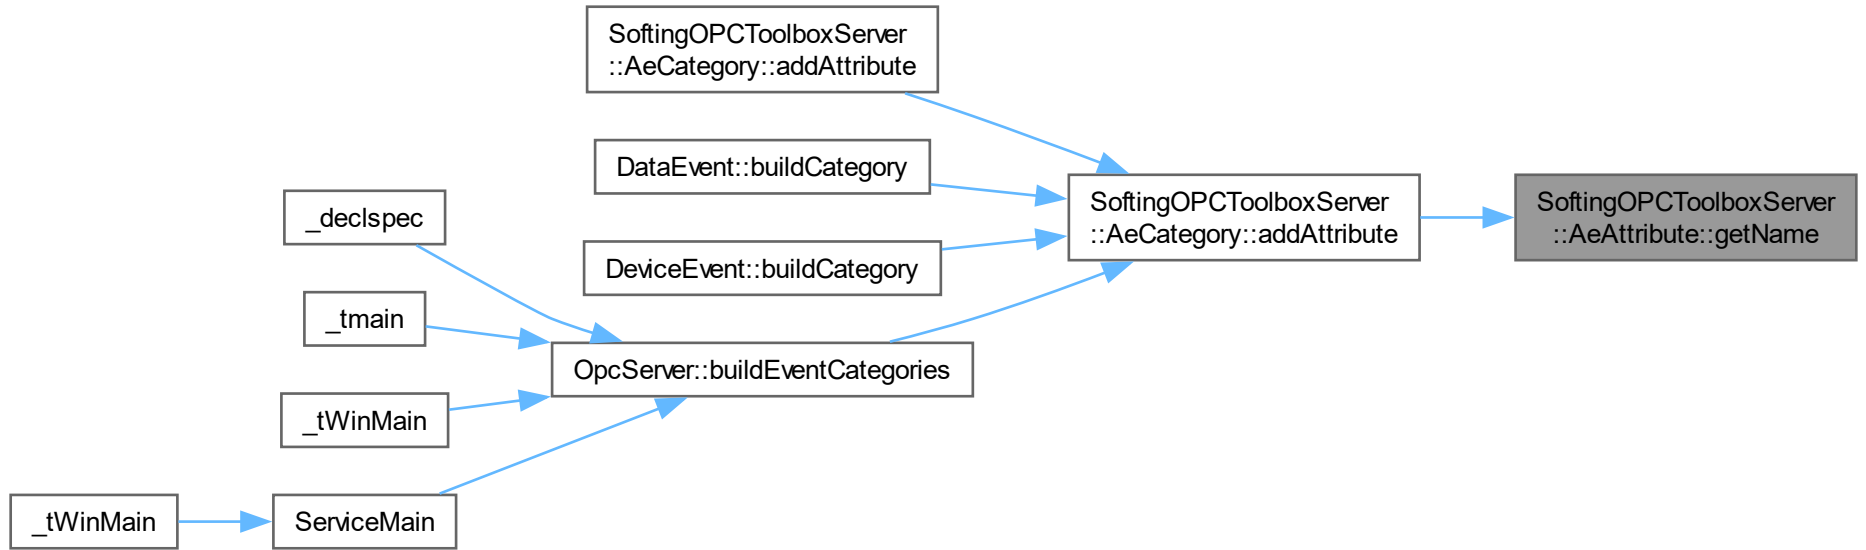 SoftingOPCToolboxServer
::AeCategory::addAttribute
DataEvent::buildCategory
_declspec
SoftingOPCToolboxServer
::AeCategory::addAttribute
SoftingOPCToolboxServer
::AeAttribute::getName
DeviceEvent::buildCategory
_tmain
OpcServer::buildEventCategories
_tWinMain
_tWinMain
ServiceMain